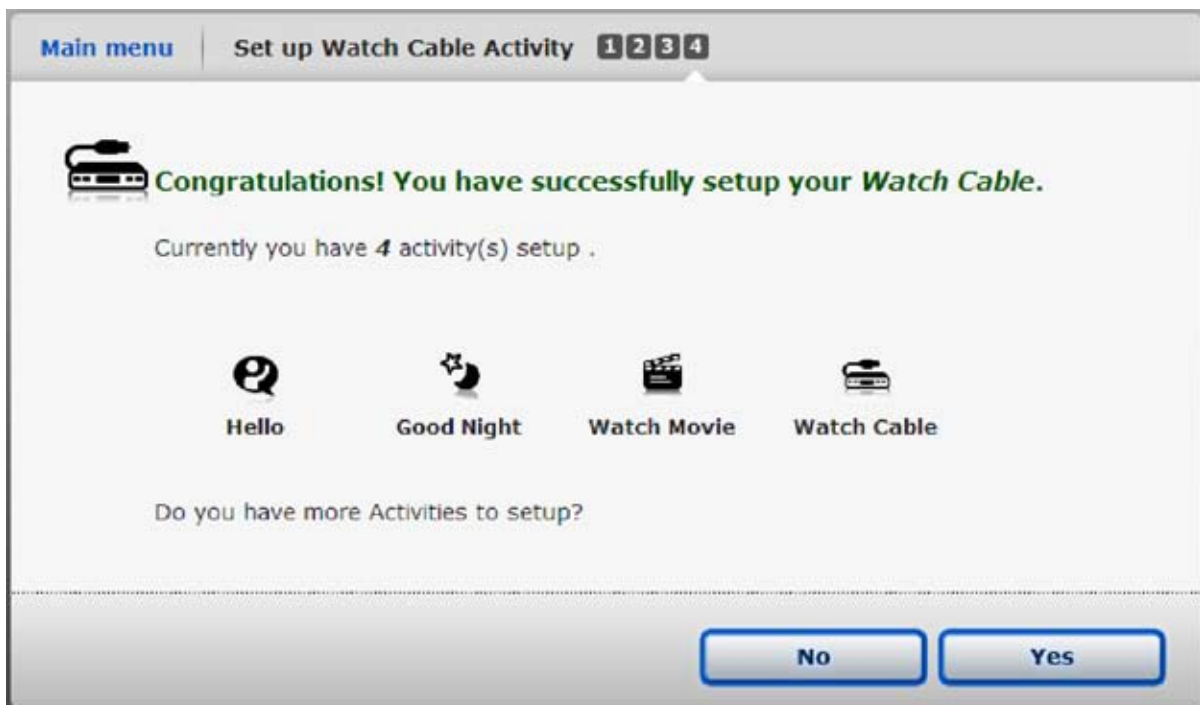 Main menu Set up Watch Cable Activity 1 2 3 4
Congratulations! You have successfully setup your Watch Cable.
Currently you have 4 activity(s) setup .
Hello Good Night Watch Movie Watch Cable
Do you have more Activities to setup?
No Yes